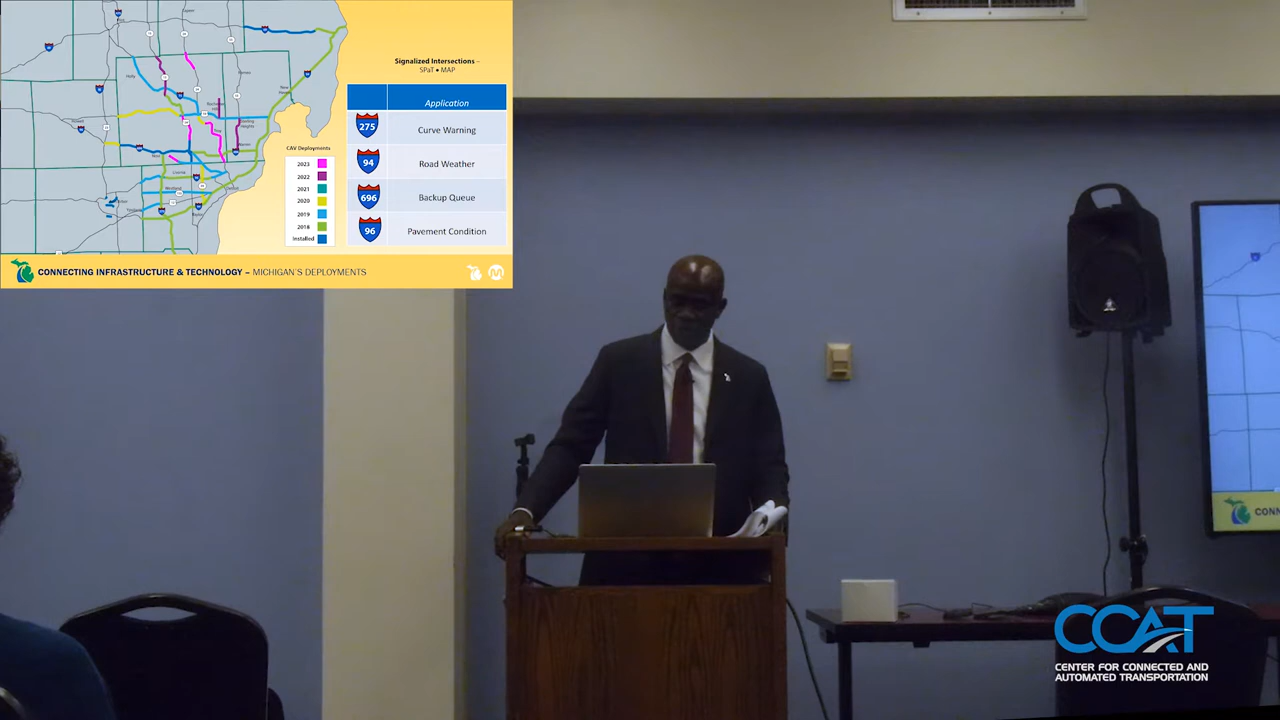 Signalized Intersections –
SPaT • MAP
Application
275 Curve Warning
94 Road Weather
696 Backup Queue
96 Pavement Condition
CAV Deployments
2023
2022
2021
2020
2019
2018
Installed
CONNECTING INFRASTRUCTURE & TECHNOLOGY – MICHIGAN'S DEPLOYMENTS
CONN
CCAT
CENTER FOR CONNECTED AND
AUTOMATED TRANSPORTATION